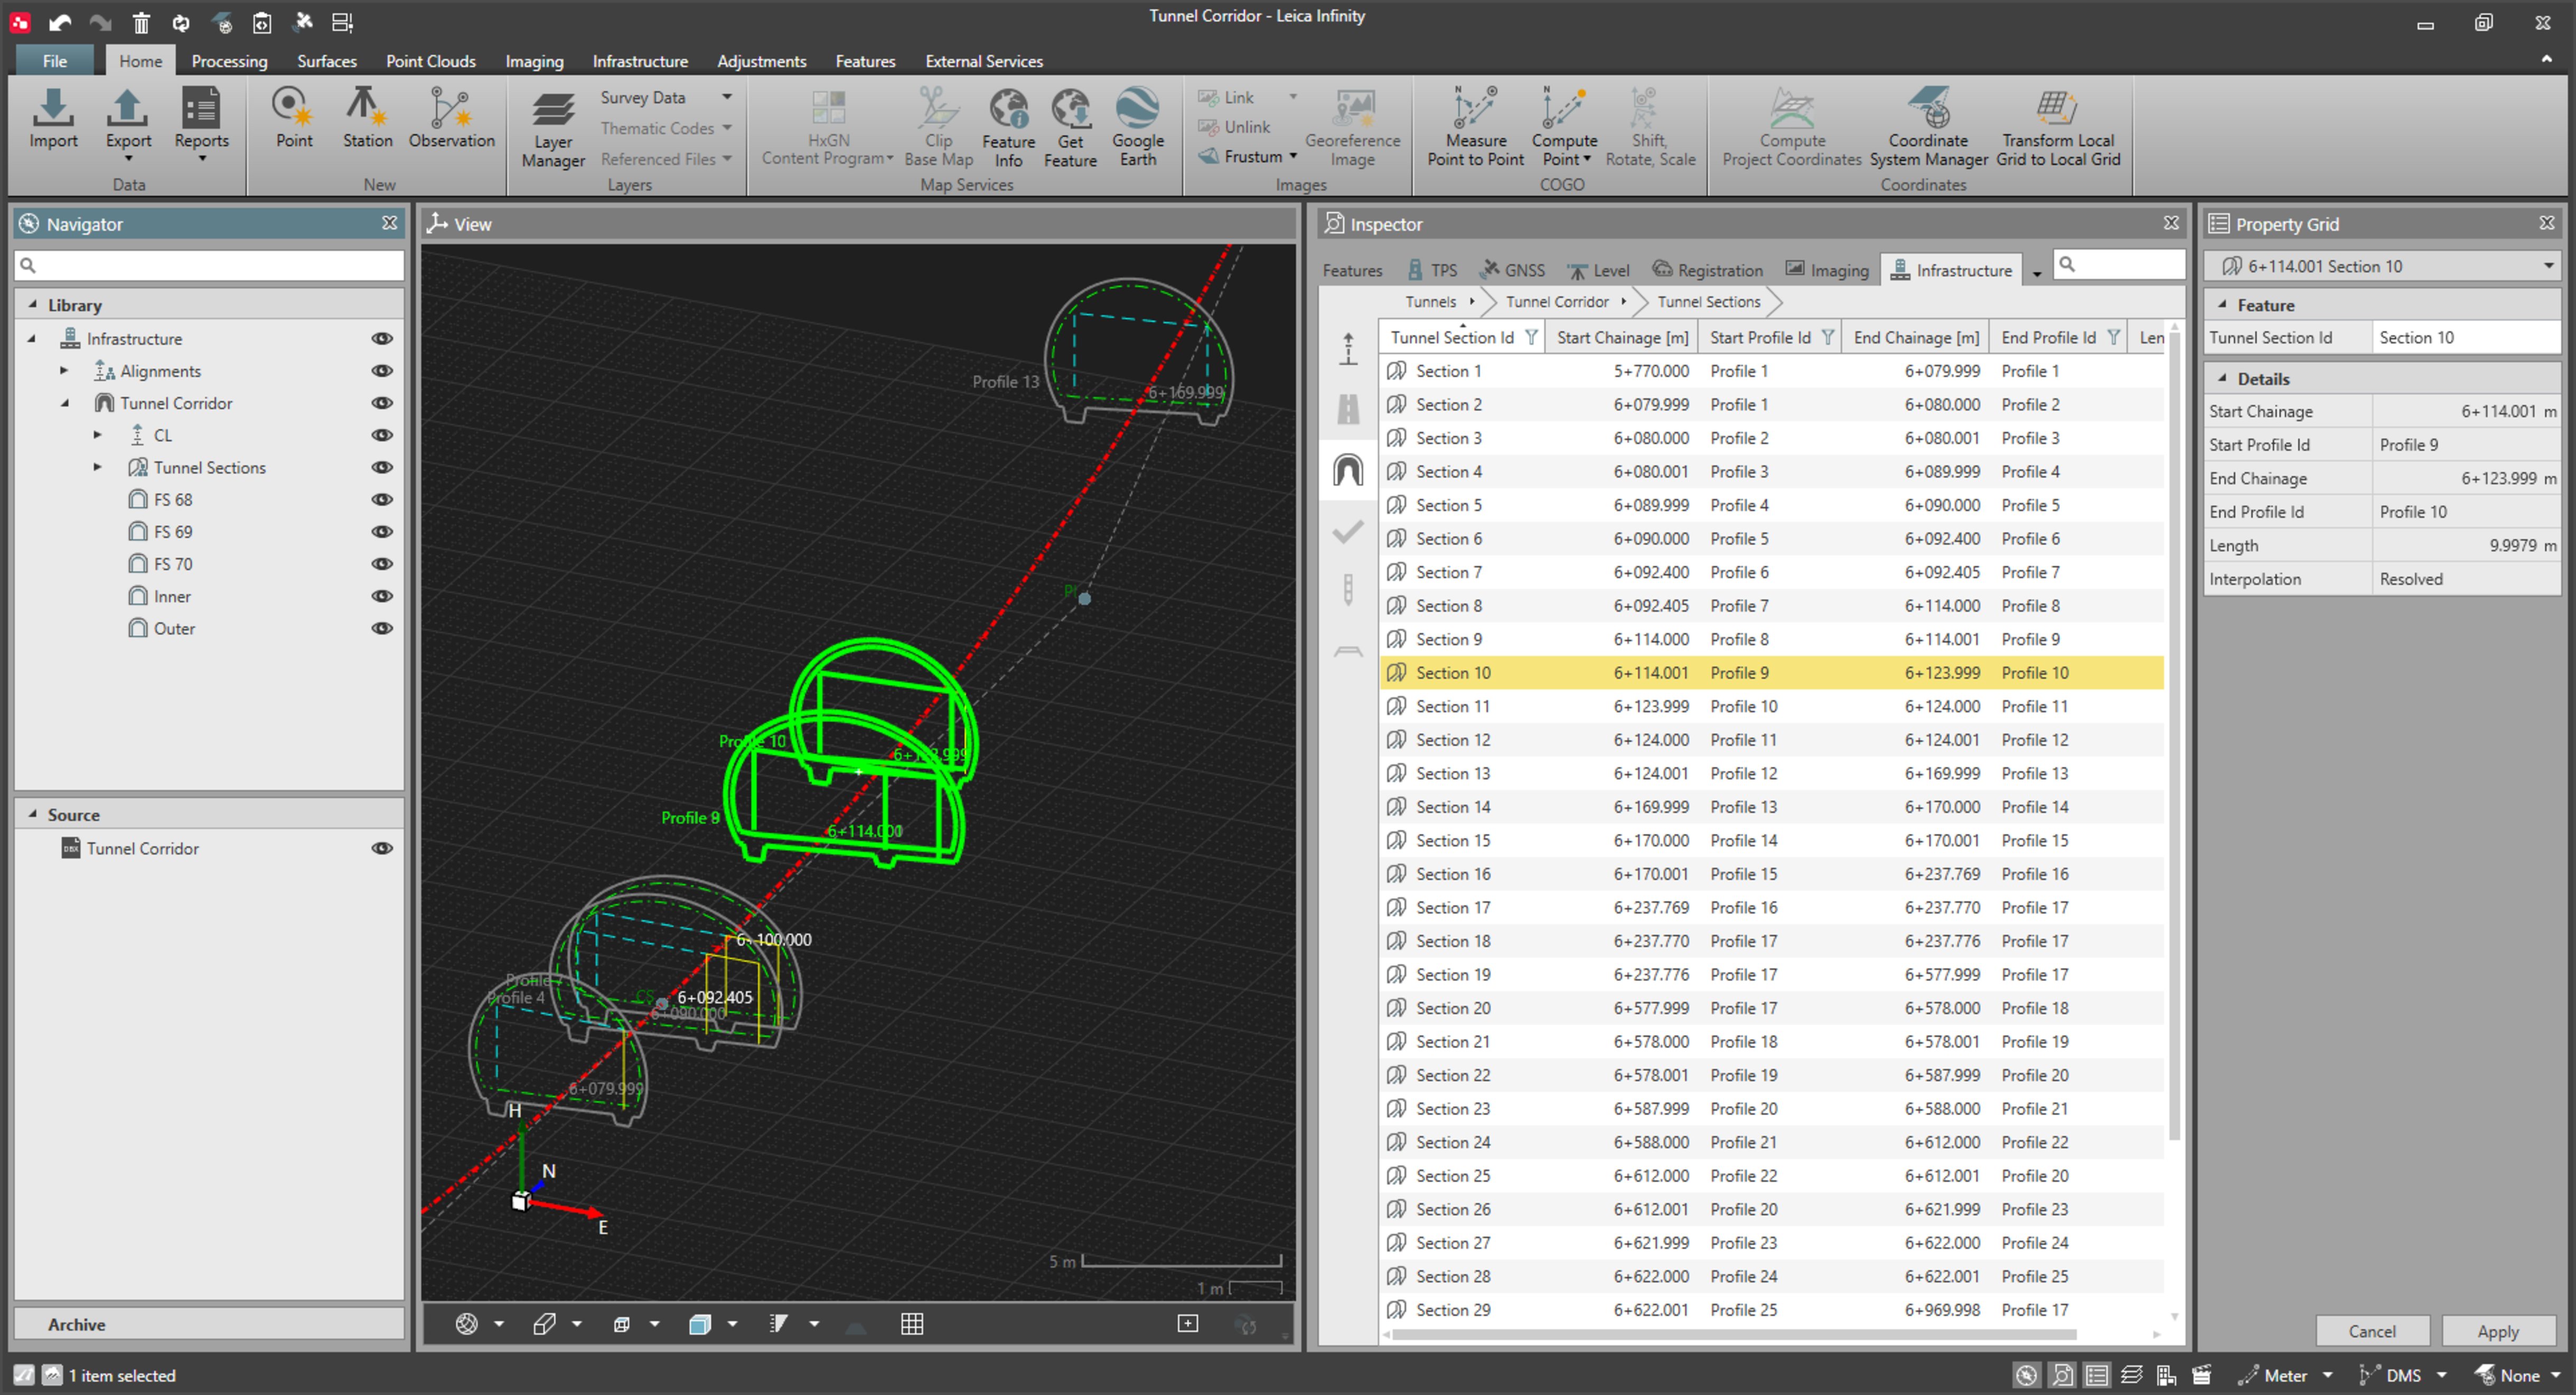 Tunnel Corridor - Leica Infinity
File Home Processing Surfaces Point Clouds Imaging Infrastructure Adjustments Features External Services
Import
Export
Reports
Data
Point
Station
Observation
New
Layer Manager
Survey Data
Thematic Codes
Referenced Files
Layers
HxGN Content Program
Clip Base Map
Feature Info
Get Feature
Google Earth
Map Services
Link
Unlink
Frustum
Georeference Image
Images
Measure Point to Point
Compute Point
Shift, Rotate, Scale
COGO
Compute Project Coordinates
Coordinate System Manager
Transform Local Grid to Local Grid
Coordinates
Navigator
Library
Infrastructure
Alignments
Tunnel Corridor
CL
Tunnel Sections
FS 68
FS 69
FS 70
Inner
Outer
Source
DBX Tunnel Corridor
Archive
View
Profile 13
6+169.999
PI
Profile 10
Profile 9
6+100.000
CS
6+092.405
6+090.000
Profile 4
6+079.999
H
N
E
5 m
1 m
Inspector
Features TPS GNSS Level Registration Imaging Infrastructure
Tunnels Tunnel Corridor Tunnel Sections
Tunnel Section Id Start Chainage [m] Start Profile Id End Chainage [m] End Profile Id Len
Section 1 5+770.000 Profile 1 6+079.999 Profile 1
Section 2 6+079.999 Profile 1 6+080.000 Profile 2
Section 3 6+080.000 Profile 2 6+080.001 Profile 3
Section 4 6+080.001 Profile 3 6+089.999 Profile 4
Section 5 6+089.999 Profile 4 6+090.000 Profile 5
Section 6 6+090.000 Profile 5 6+092.400 Profile 6
Section 7 6+092.400 Profile 6 6+092.405 Profile 7
Section 8 6+092.405 Profile 7 6+114.000 Profile 8
Section 9 6+114.000 Profile 8 6+114.001 Profile 9
Section 10 6+114.001 Profile 9 6+123.999 Profile 10
Section 11 6+123.999 Profile 10 6+124.000 Profile 11
Section 12 6+124.000 Profile 11 6+124.001 Profile 12
Section 13 6+124.001 Profile 12 6+169.999 Profile 13
Section 14 6+169.999 Profile 13 6+170.000 Profile 14
Section 15 6+170.000 Profile 14 6+170.001 Profile 15
Section 16 6+170.001 Profile 15 6+237.769 Profile 16
Section 17 6+237.769 Profile 16 6+237.770 Profile 17
Section 18 6+237.770 Profile 17 6+237.776 Profile 17
Section 19 6+237.776 Profile 17 6+577.999 Profile 17
Section 20 6+577.999 Profile 17 6+578.000 Profile 18
Section 21 6+578.000 Profile 18 6+578.001 Profile 19
Section 22 6+578.001 Profile 19 6+587.999 Profile 20
Section 23 6+587.999 Profile 20 6+588.000 Profile 21
Section 24 6+588.000 Profile 21 6+612.000 Profile 22
Section 25 6+612.000 Profile 22 6+612.001 Profile 20
Section 26 6+612.001 Profile 20 6+621.999 Profile 23
Section 27 6+621.999 Profile 23 6+622.000 Profile 24
Section 28 6+622.000 Profile 24 6+622.001 Profile 25
Section 29 6+622.001 Profile 25 6+969.998 Profile 17
Property Grid
6+114.001 Section 10
Feature
Tunnel Section Id Section 10
Details
Start Chainage 6+114.001 m
Start Profile Id Profile 9
End Chainage 6+123.999 m
End Profile Id Profile 10
Length 9.9979 m
Interpolation Resolved
Cancel Apply
1 item selected
Meter DMS None